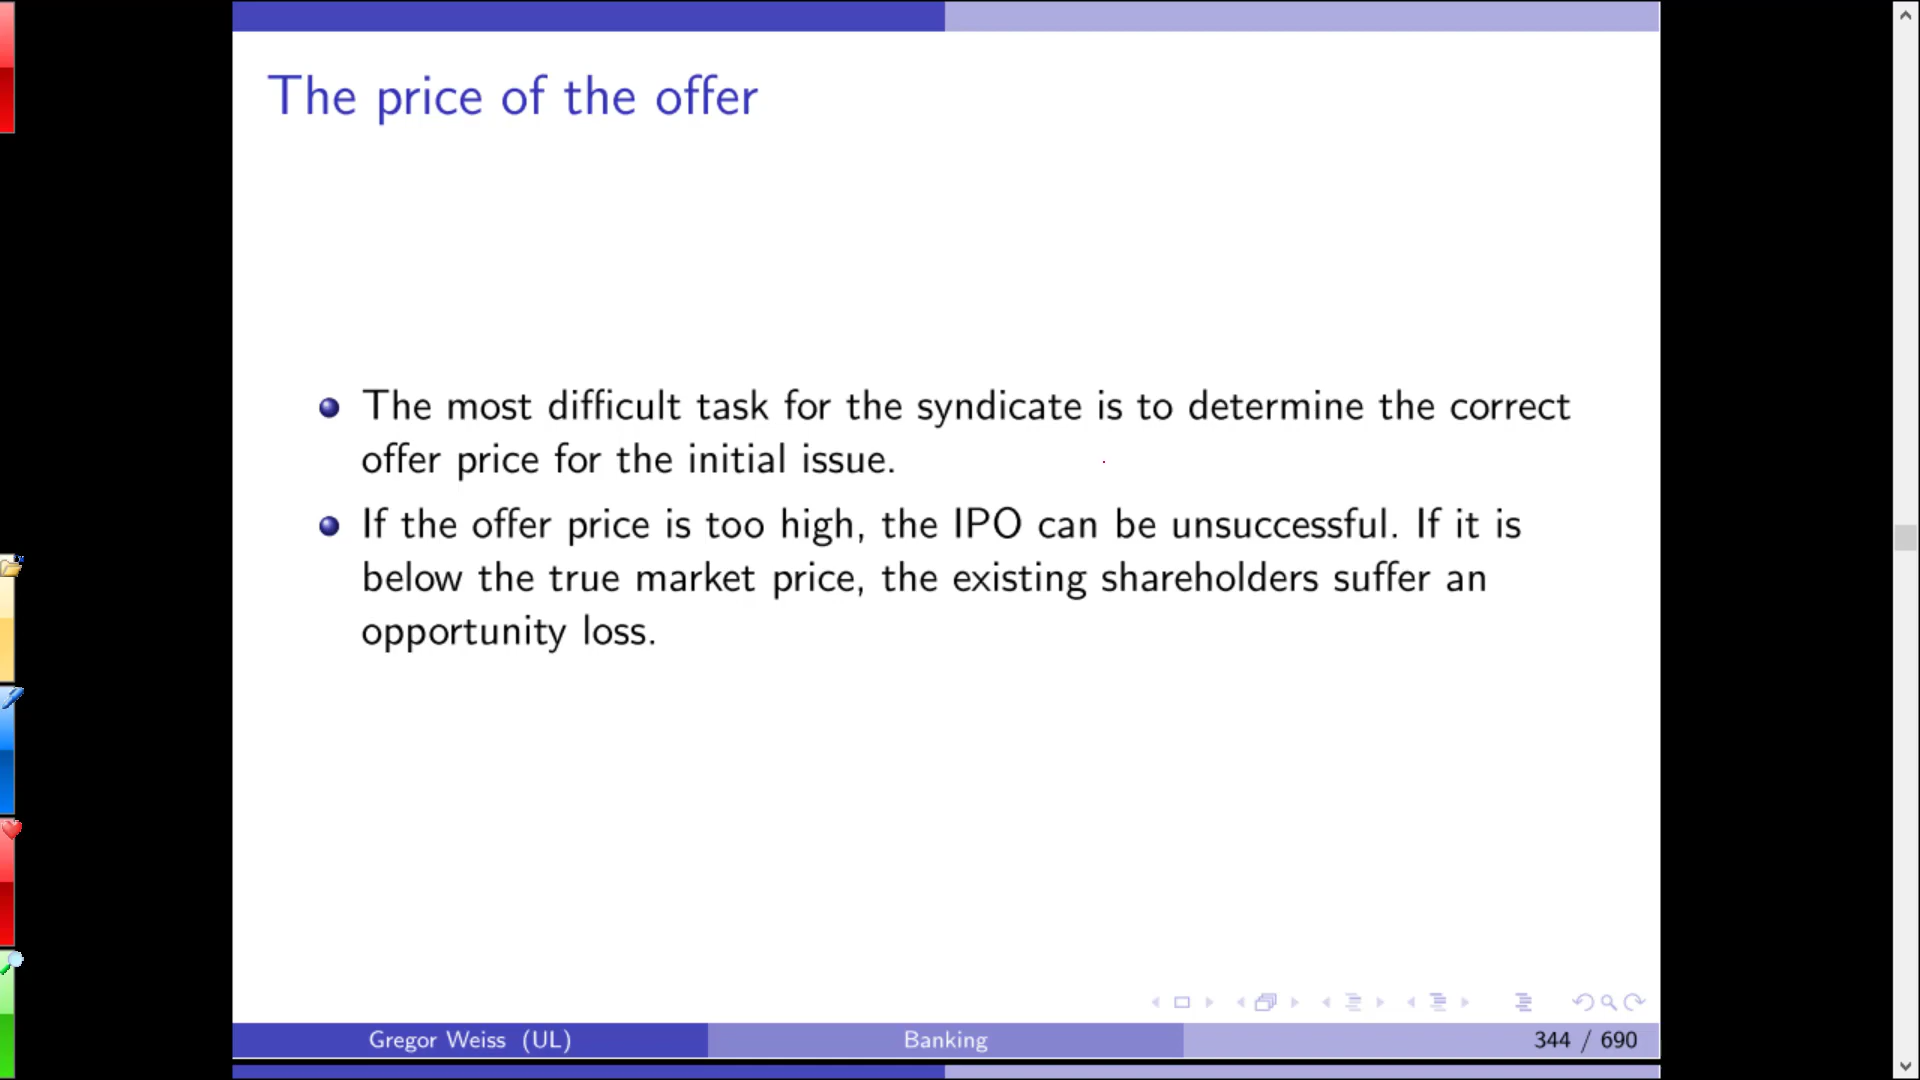 The price of the offer
The most difficult task for the syndicate is to determine the correct
offer price for the initial issue.
If the offer price is too high, the IPO can be unsuccessful. If it is
below the true market price, the existing shareholders suffer an
opportunity loss.
Gregor Weiss (UL) Banking 344 / 690